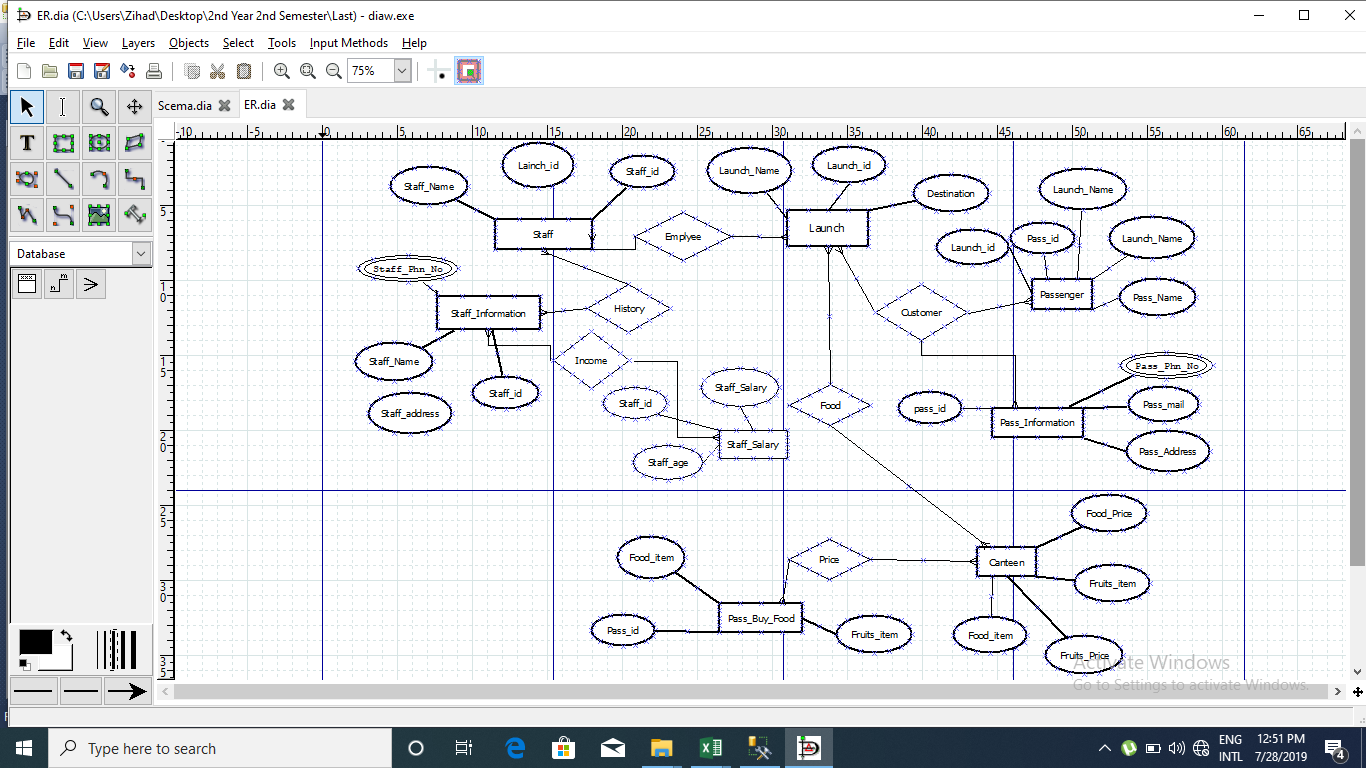 ER.dia (C:\Users\Zihad\Desktop\2nd Year 2nd Semester\Last) - diaw.exe
File Edit View Layers Objects Select Tools Input Methods Help
75%
Scema.dia ER.dia
-10 -5 0 5 10 15 20 25 30 35 40 45 50 55 60 65
T
Database
5
10
15
20
25
30
35
Lainch_id
Staff_Name
Staff_id
Launch_Name
Launch_id
Destination
Launch_Name
Staff
Emplyee
Launch
Launch_id
Pass_id
Launch_Name
Staff_Phn_No
Passenger
Pass_Name
Staff_Information
History
Customer
Staff_Name
Income
Pass_Phn_No
Staff_id
Staff_Salary
Staff_address
Staff_id
Food
pass_id
Pass_mail
Pass_Information
Staff_Salary
Staff_age
Pass_Address
Food_Price
Food_item
Price
Canteen
Fruits_item
Pass_Buy_Food
Pass_id
Fruits_item
Food_item
Fruits_Price
Activate Windows
Go to Settings to activate Windows.
Type here to search
ENG
INTL
12:51 PM
7/28/2019
4